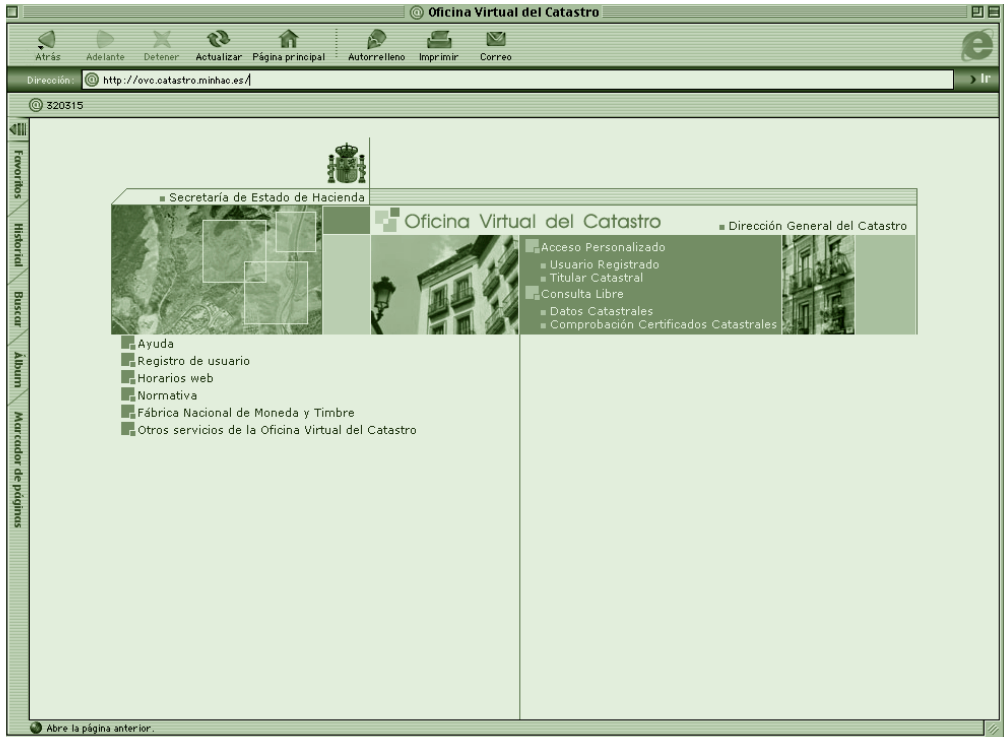 Oficina Virtual del Catastro
Atrás Adelante Detener Actualizar Página principal Autorrelleno Imprimir Correo
Dirección: http://ovc.catastro.minhac.es/ Ir
320315
Favoritos
Historial
Buscar
Álbum
Marcador de páginas
Secretaría de Estado de Hacienda
Oficina Virtual del Catastro
Dirección General del Catastro
Acceso Personalizado
Usuario Registrado
Titular Catastral
Consulta Libre
Datos Catastrales
Comprobación Certificados Catastrales
Ayuda
Registro de usuario
Horarios web
Normativa
Fábrica Nacional de Moneda y Timbre
Otros servicios de la Oficina Virtual del Catastro
Abre la página anterior.